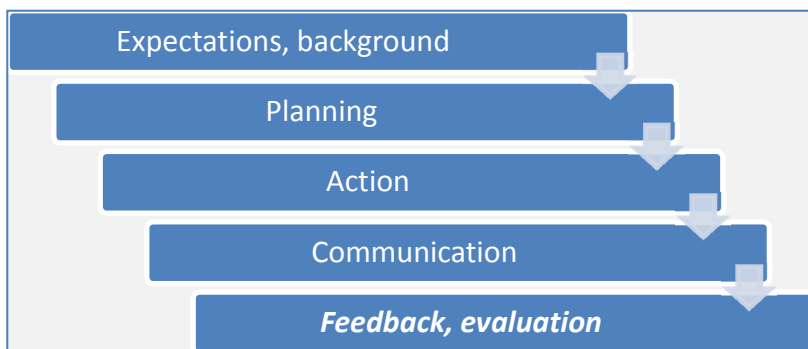 Expectations, background
Planning
Action
Communication
Feedback, evaluation